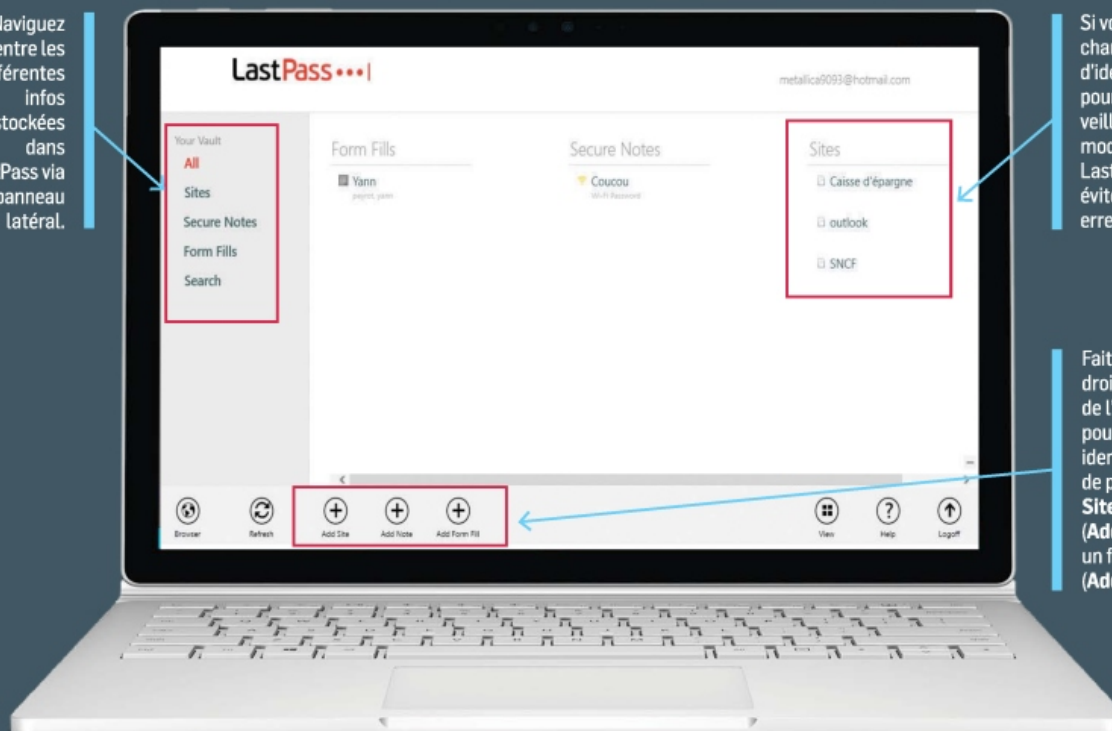 Naviguez
entre les
férentes
infos
stockées
dans
Pass via
panneau
latéral.
LastPass
metallica9093@hotmail.com
Your Vault
All
Sites
Secure Notes
Form Fills
Search
Form Fills
Yann
Secure Notes
Coucou
Wi-Fi Password
Sites
Caisse d'épargne
outlook
SNCF
Browser
Refresh
Add Site
Add Note
Add Form Fill
View
Help
Logoff
Si vo
chan
d'ide
pour
veill
mod
Last
évite
erre
Fait
droi
de l'
pou
iden
de p
Site
(Ad
un f
(Ad